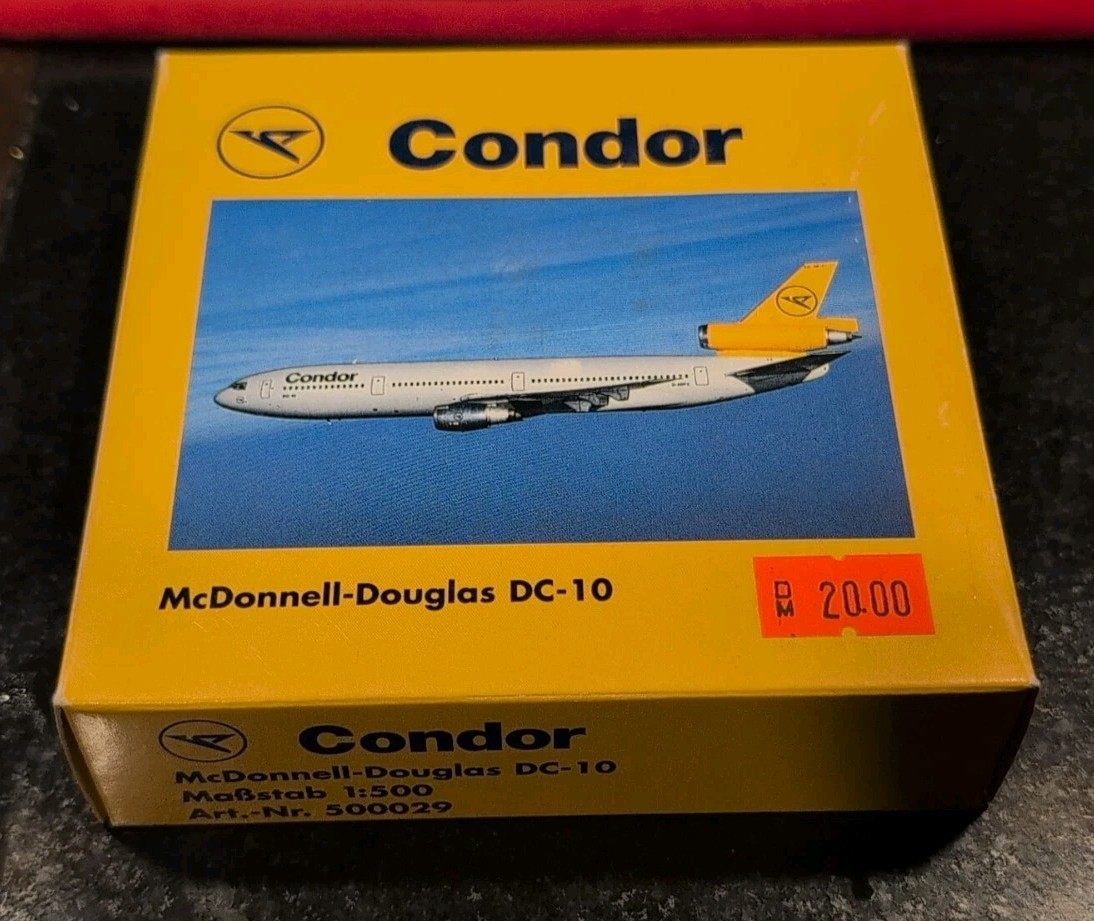 Condor
Condor
McDonnell-Douglas DC-10
DM 20.00
Condor
McDonnell-Douglas DC-10
Maßstab 1:500
Art.-Nr. 500029